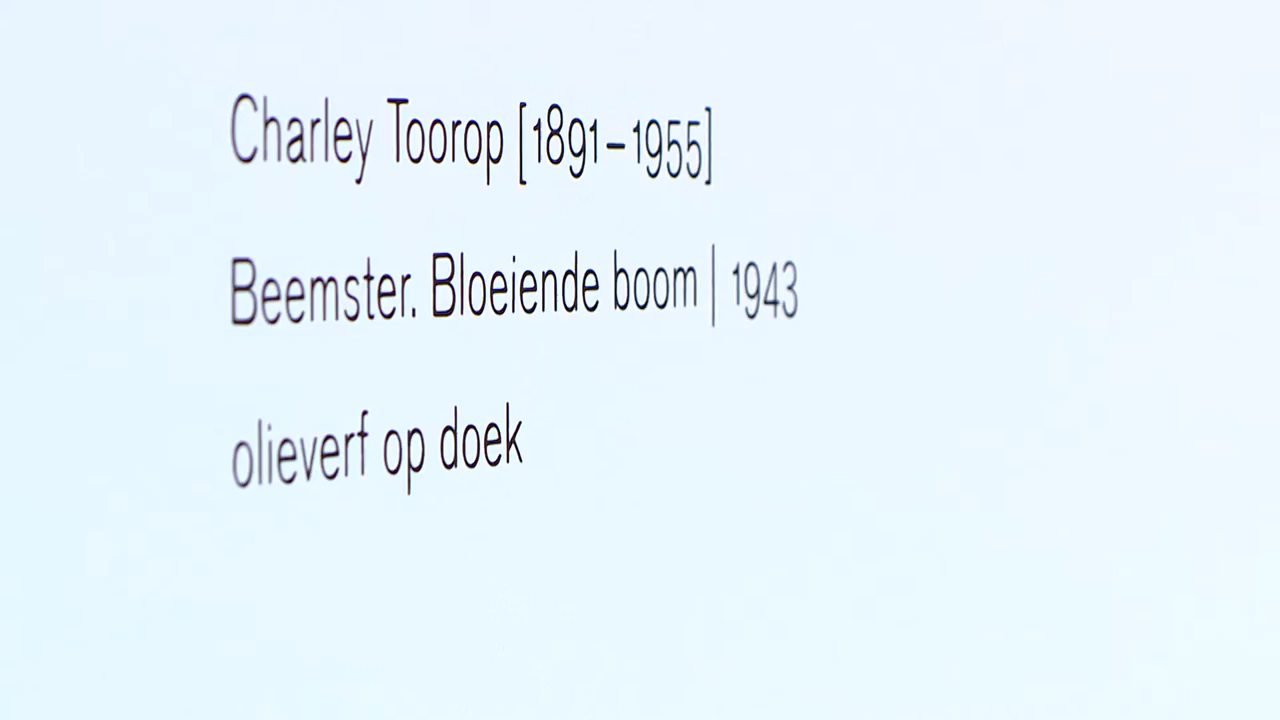 Charley Toorop [1891–1955]
Beemster. Bloeiende boom | 1943
olieverf op doek